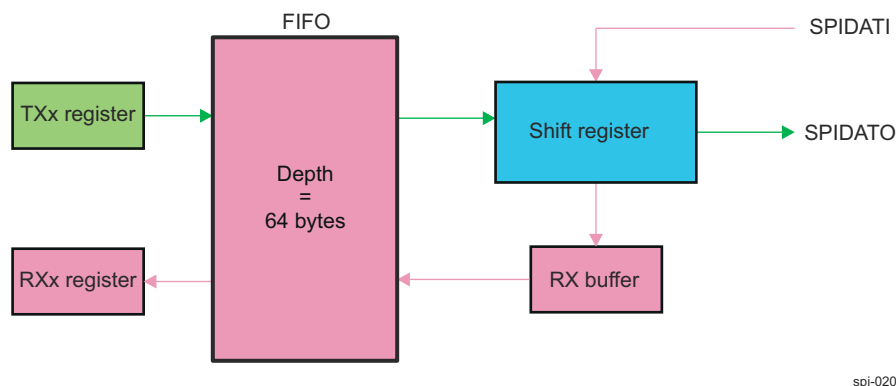 FIFO
SPIDATI
TXx register
Shift register
SPIDATO
Depth
=
64 bytes
RXx register
RX buffer
spi-020